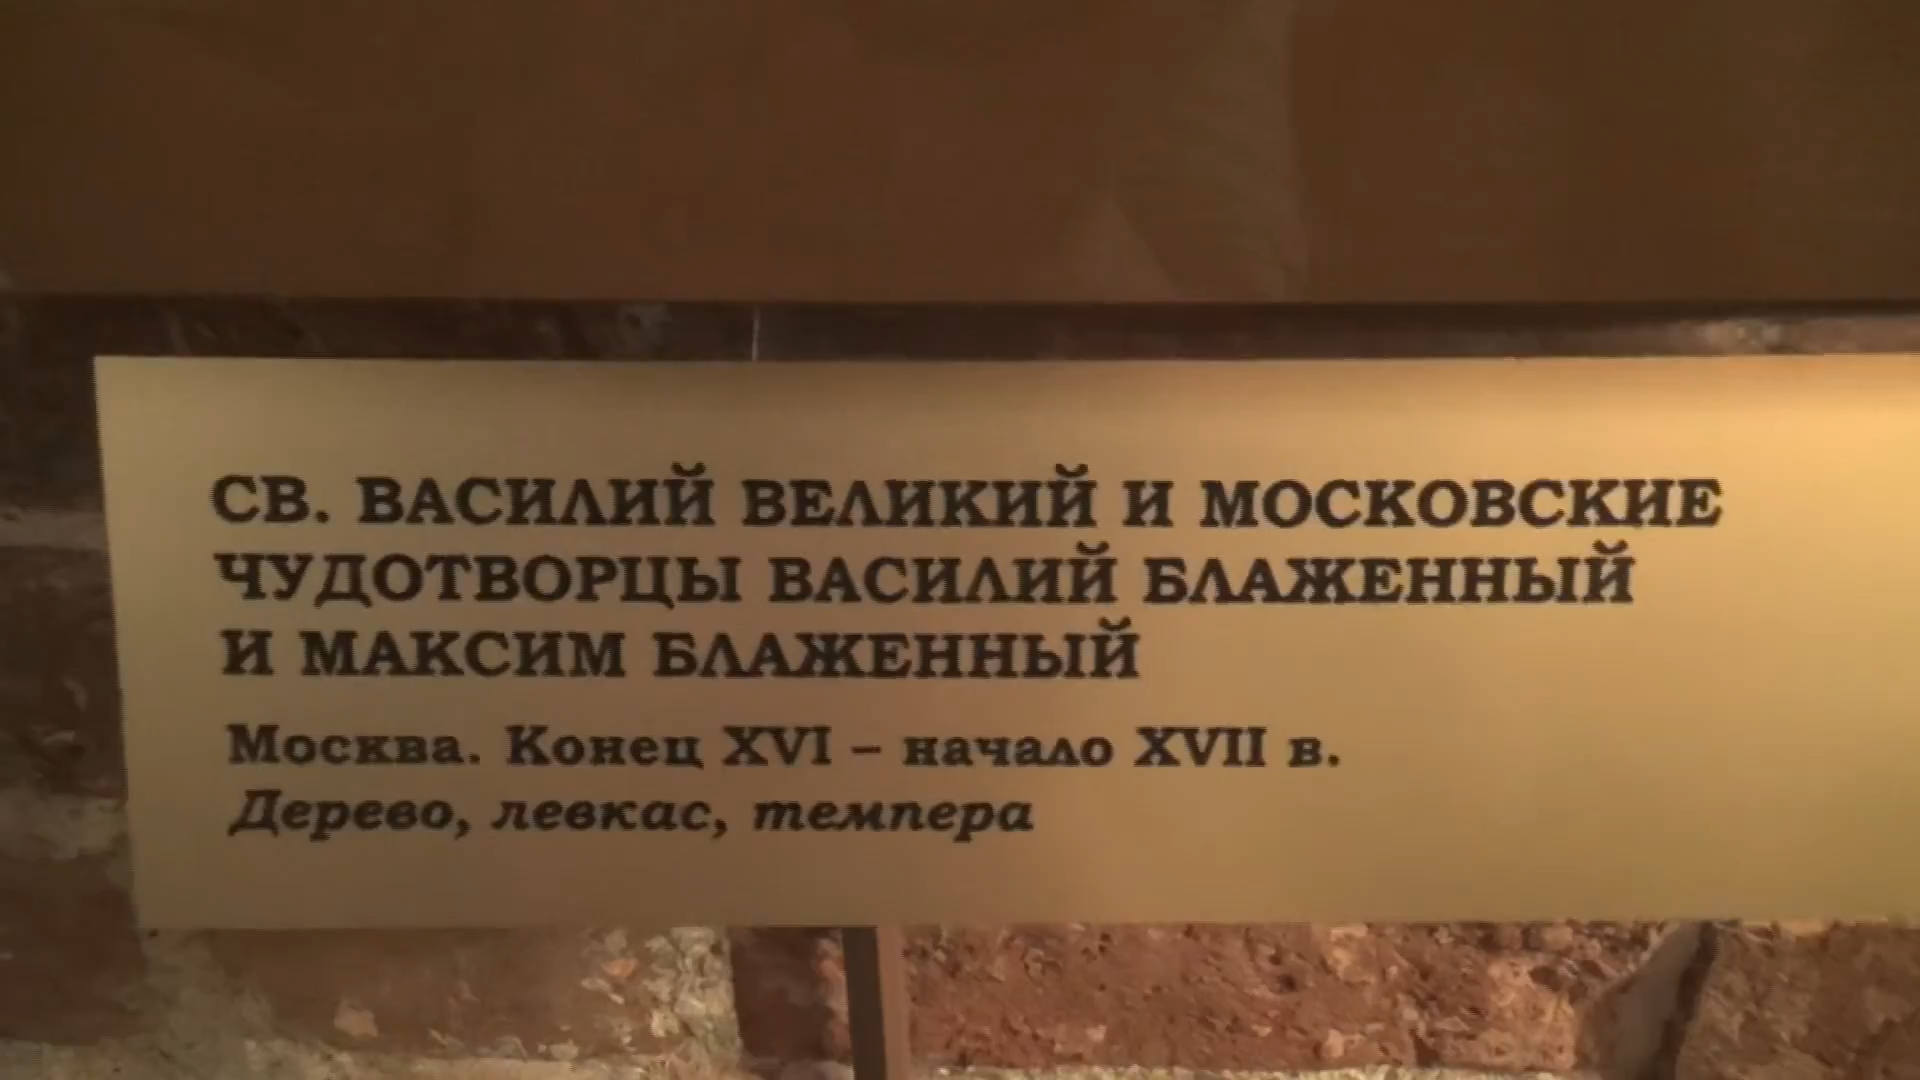 СВ. ВАСИЛИЙ ВЕЛИКИЙ И МОСКОВСКИЕ
ЧУДОТВОРЦЫ ВАСИЛИЙ БЛАЖЕННЫЙ
И МАКСИМ БЛАЖЕННЫЙ
Москва. Конец XVI – начало XVII в.
Дерево, левкас, темпера